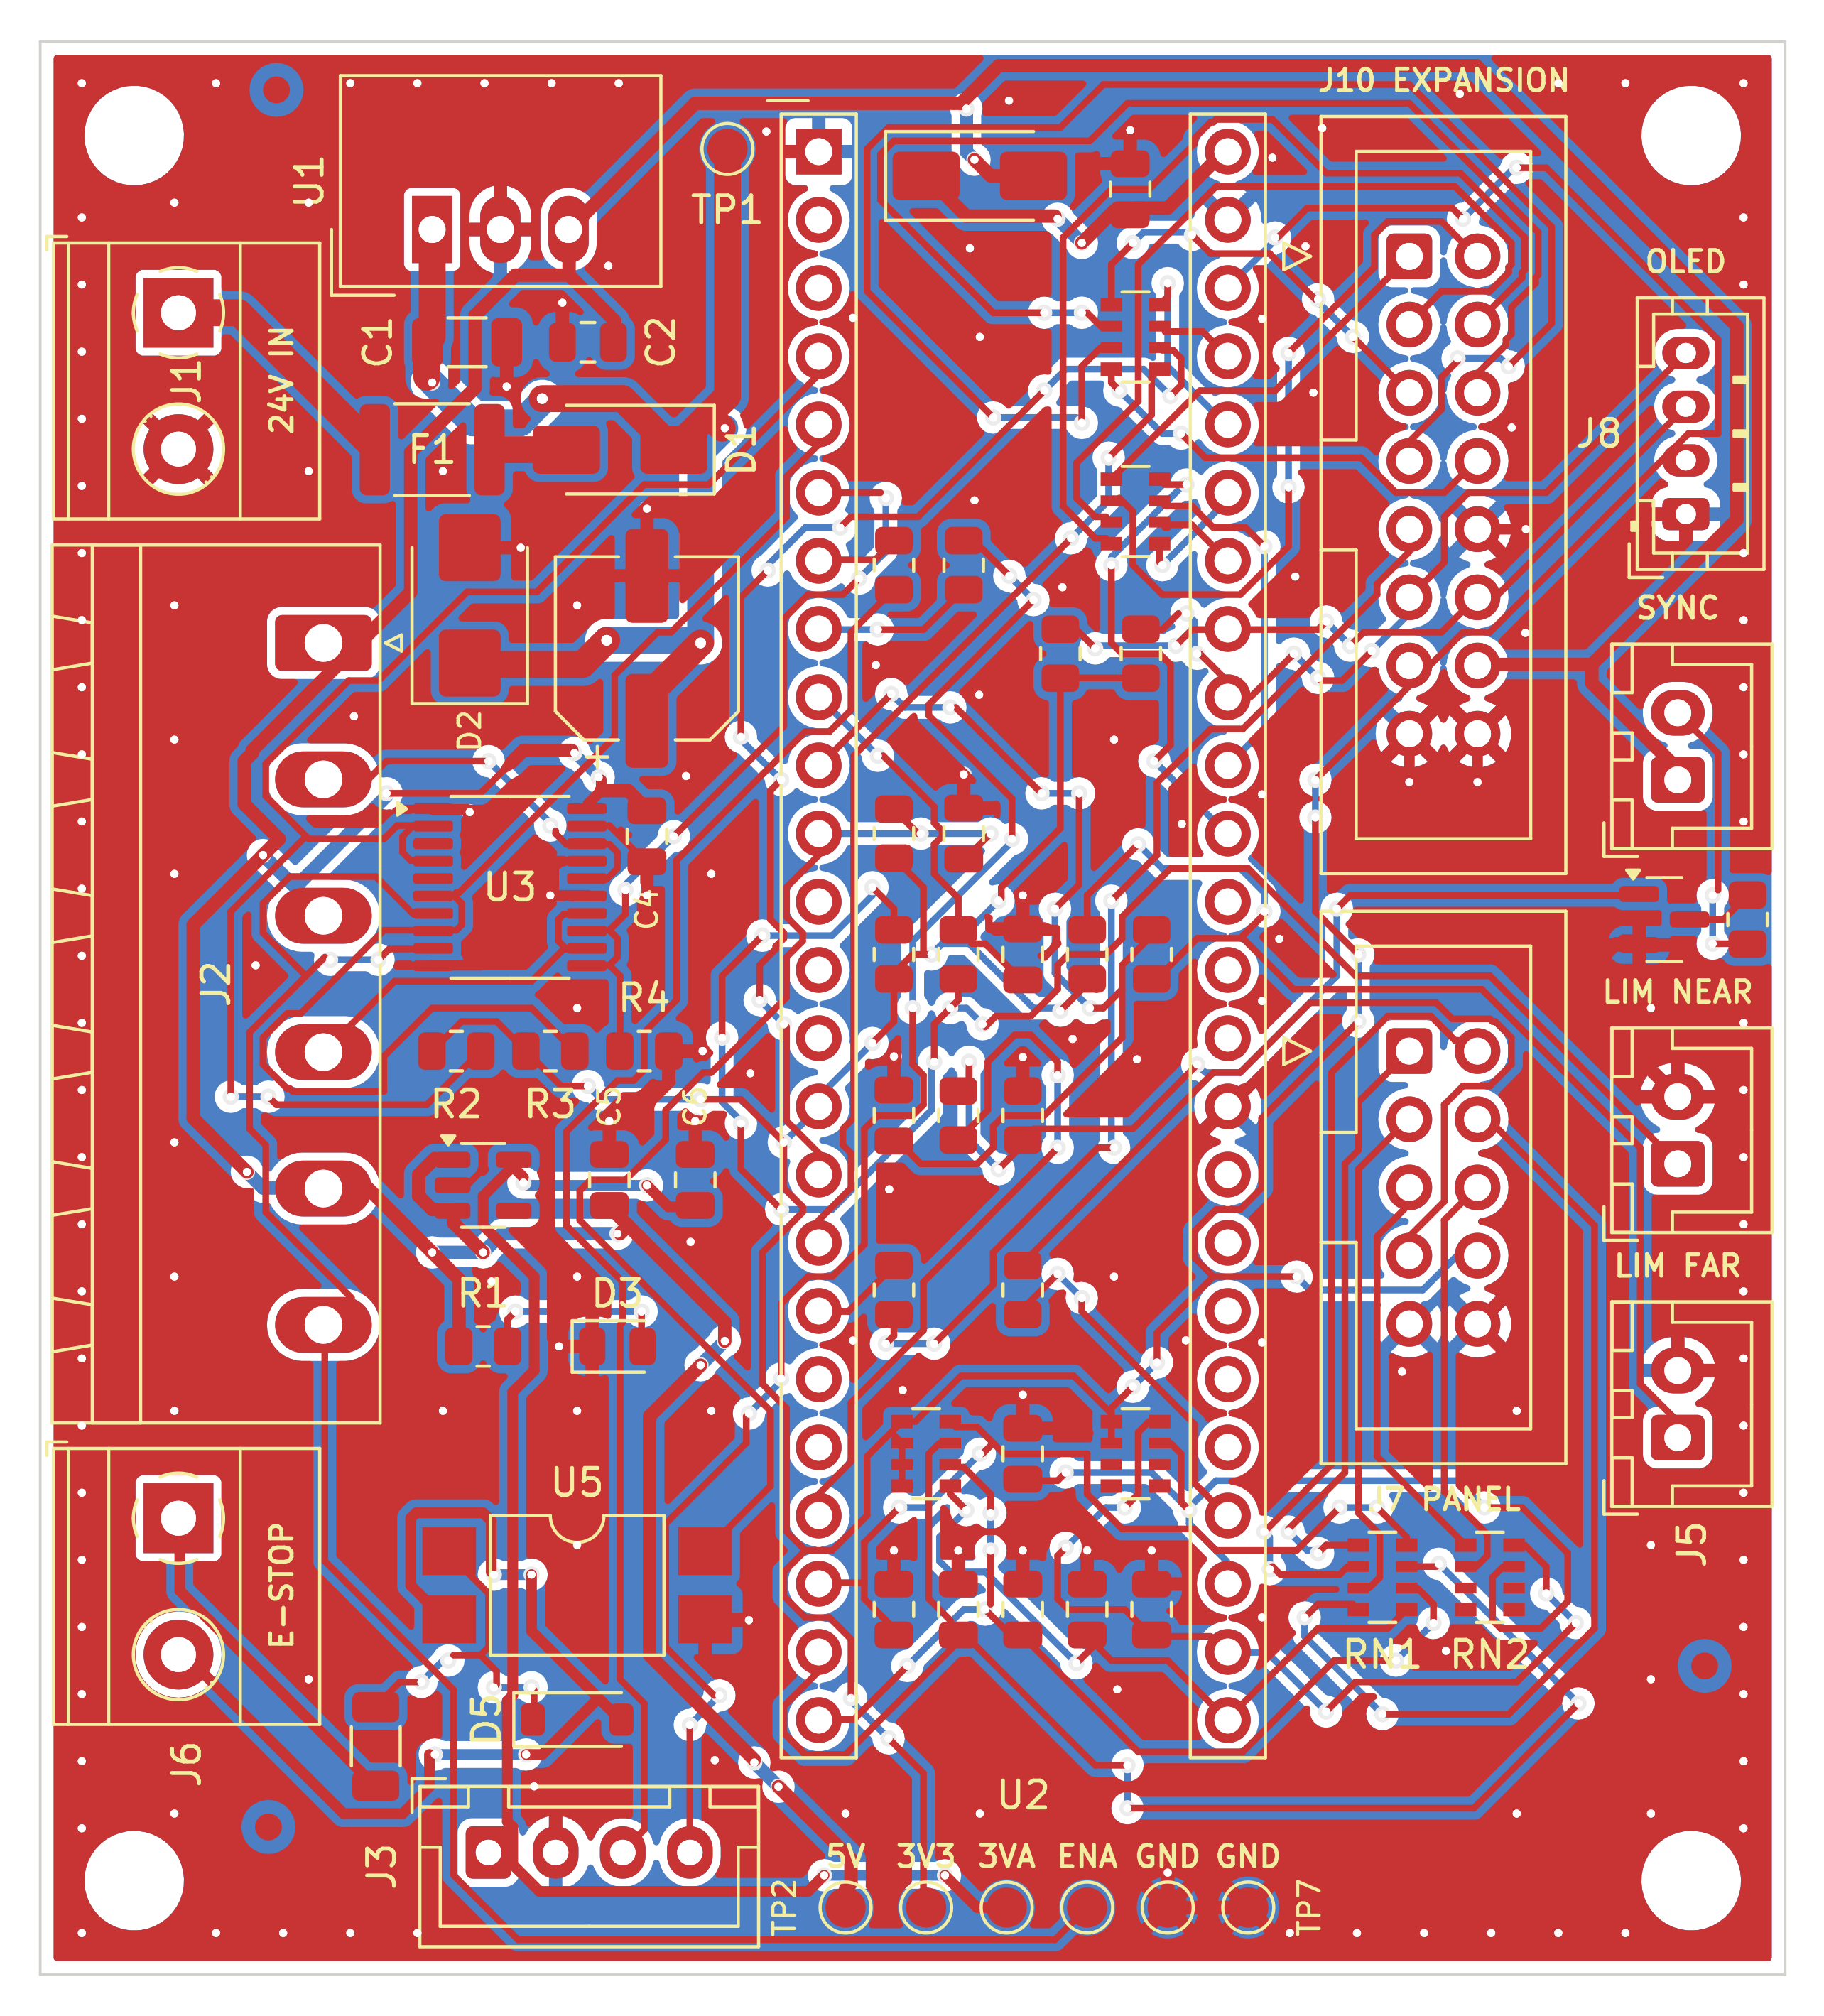 J10 EXPANSION
U1
TP1
OLED
J1
24V IN
C1
C2
F1
D1
J8
SYNC
D2
U3
C4
J2
R4
LIM NEAR
R2
R3
C5
C6
LIM FAR
R1
D3
U5
J7 PANEL
J5
E-STOP
RN1
RN2
D5
J6
U2
J3
5V
3V3
3VA
ENA
GND
GND
TP2
TP7